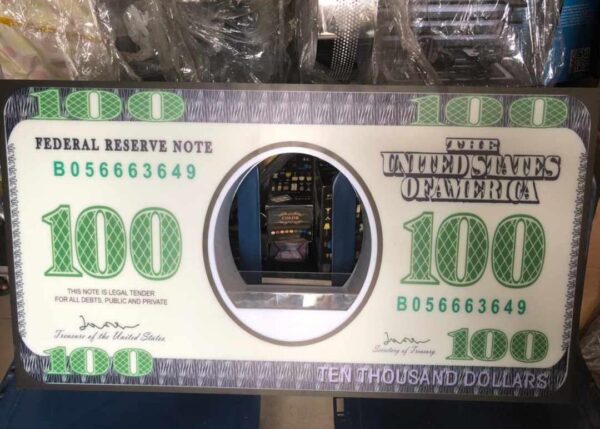 100 100
FEDERAL RESERVE NOTE
B056663649
THE
UNITED STATES
OF AMERICA
100 100
THIS NOTE IS LEGAL TENDER
FOR ALL DEBTS, PUBLIC AND PRIVATE
B056663649
Treasure of the United States
Secretary of Treasury
100 100
TEN THOUSAND DOLLARS